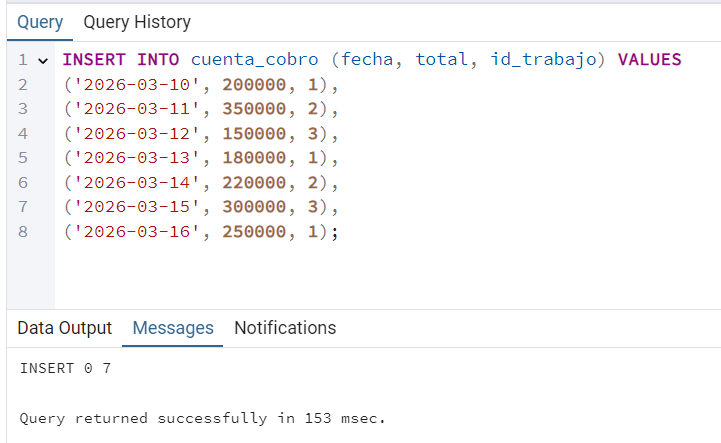 Query Query History
1 INSERT INTO cuenta_cobro (fecha, total, id_trabajo) VALUES
2 ('2026-03-10', 200000, 1),
3 ('2026-03-11', 350000, 2),
4 ('2026-03-12', 150000, 3),
5 ('2026-03-13', 180000, 1),
6 ('2026-03-14', 220000, 2),
7 ('2026-03-15', 300000, 3),
8 ('2026-03-16', 250000, 1);
Data Output Messages Notifications
INSERT 0 7
Query returned successfully in 153 msec.